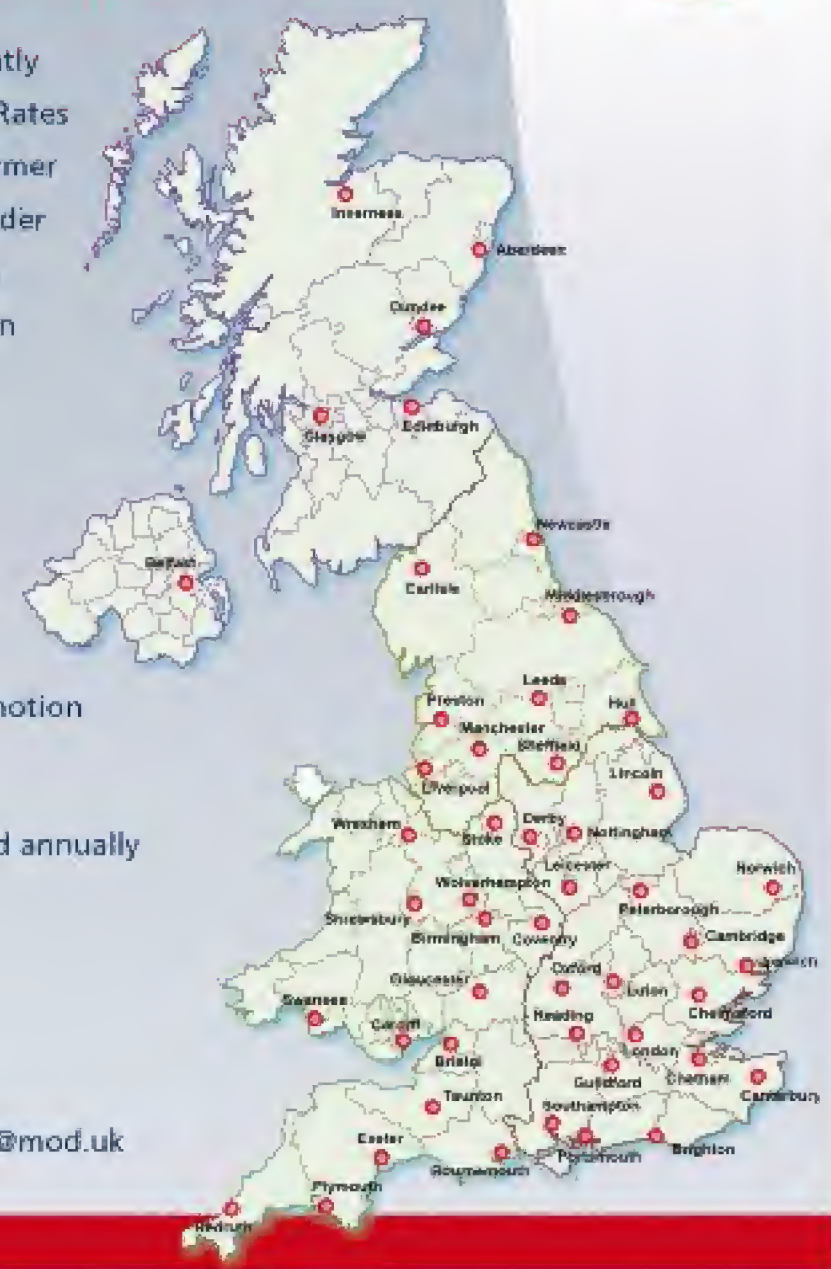 tly
Rates
rmer
der
n
notion
d annually
@mod.uk
Inverness
Aberdeen
Dundee
Glasgow
Edinburgh
Newcastle
Belfast
Carlisle
Middlesbrough
Leeds
Preston
Hull
Manchester
Sheffield
Liverpool
Lincoln
Wrexham
Stoke
Derby
Nottingham
Leicester
Norwich
Wolverhampton
Peterborough
Shrewsbury
Birmingham
Coventry
Cambridge
Ipswich
Gloucester
Oxford
Luton
Chelmsford
Swansea
Cardiff
Reading
London
Bristol
Guildford
Chatham
Canterbury
Taunton
Southampton
Exeter
Bournemouth
Portsmouth
Brighton
Plymouth
Redruth